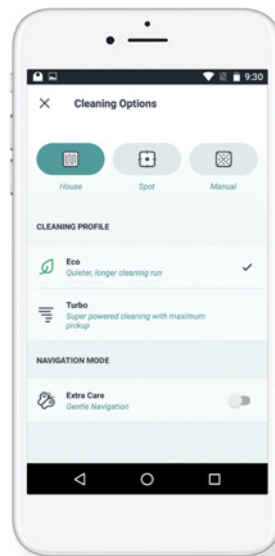 9:30
Cleaning Options
House Spot Manual
CLEANING PROFILE
Eco
Quieter, longer cleaning run
Turbo
Super powered cleaning with maximum
pickup
NAVIGATION MODE
Extra Care
Gentle Navigation